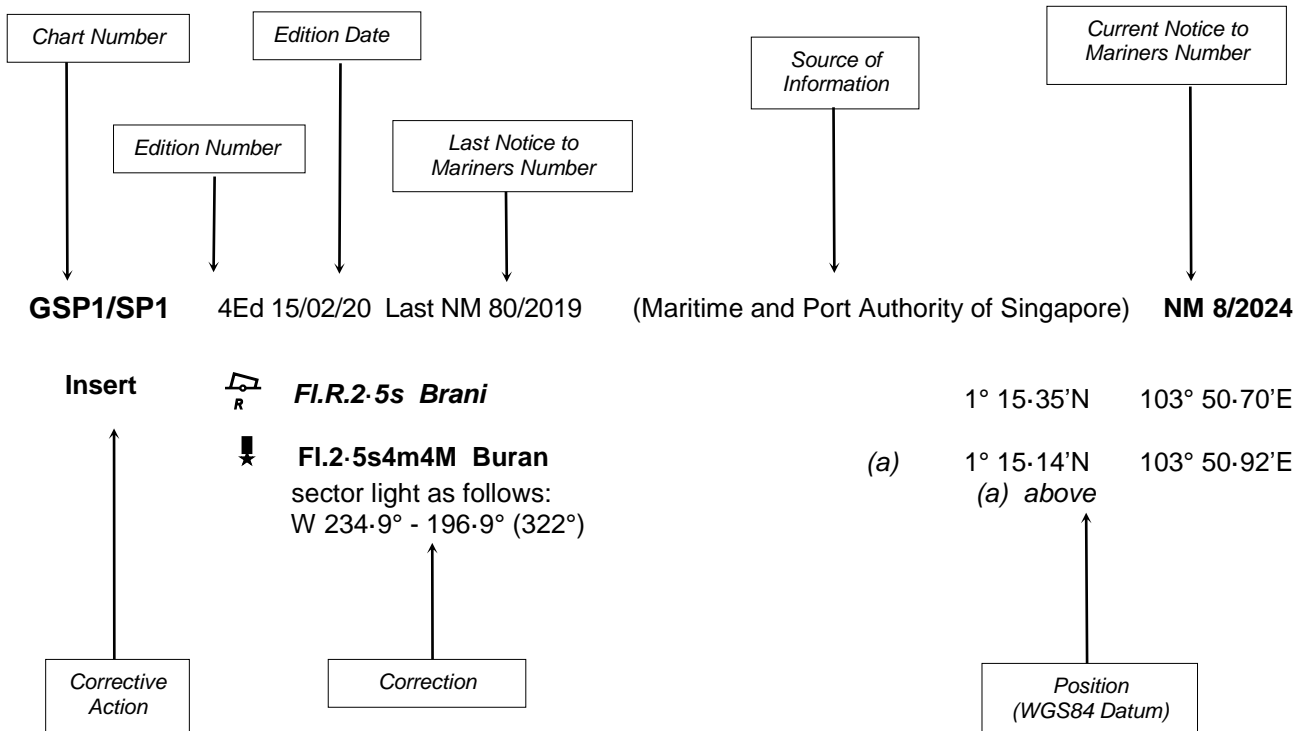 Chart Number
Edition Date
Source of
Information
Current Notice to
Mariners Number
Edition Number
Last Notice to
Mariners Number
GSP1/SP1 4Ed 15/02/20 Last NM 80/2019 (Maritime and Port Authority of Singapore) NM 8/2024
Insert R Fl.R.2·5s Brani 1° 15·35'N 103° 50·70'E
Fl.2·5s4m4M Buran (a) 1° 15·14'N 103° 50·92'E
sector light as follows: (a) above
W 234·9° - 196·9° (322°)
Corrective
Action
Correction
Position
(WGS84 Datum)